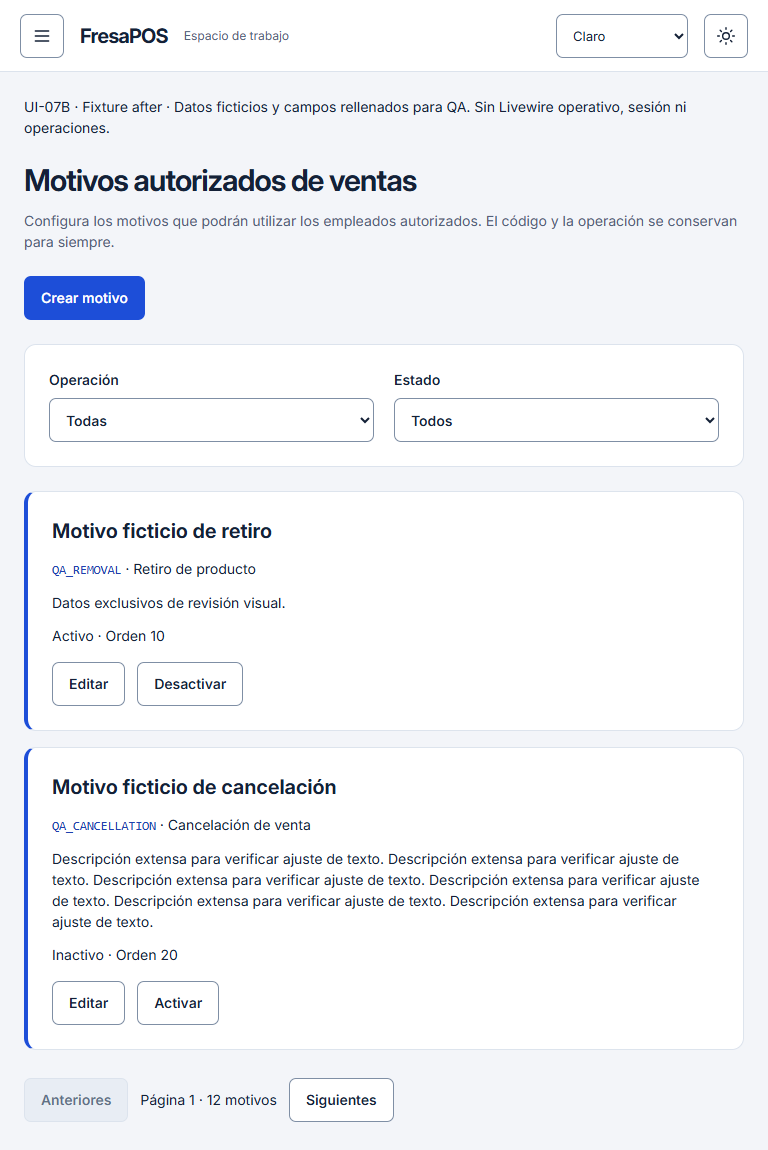 FresaPOS Espacio de trabajo Claro
UI-07B · Fixture after · Datos ficticios y campos rellenados para QA. Sin Livewire operativo, sesión ni
operaciones.
Motivos autorizados de ventas
Configura los motivos que podrán utilizar los empleados autorizados. El código y la operación se conservan
para siempre.
Crear motivo
Operación Estado
Todas Todos
Motivo ficticio de retiro
QA_REMOVAL · Retiro de producto
Datos exclusivos de revisión visual.
Activo · Orden 10
Editar Desactivar
Motivo ficticio de cancelación
QA_CANCELLATION · Cancelación de venta
Descripción extensa para verificar ajuste de texto. Descripción extensa para verificar ajuste de
texto. Descripción extensa para verificar ajuste de texto. Descripción extensa para verificar ajuste
de texto. Descripción extensa para verificar ajuste de texto. Descripción extensa para verificar
ajuste de texto.
Inactivo · Orden 20
Editar Activar
Anteriores Página 1 · 12 motivos Siguientes